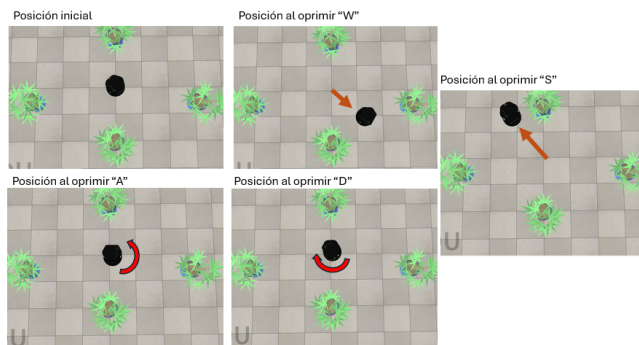 Posición inicial
Posición al oprimir “W”
Posición al oprimir “S”
Posición al oprimir “A”
Posición al oprimir “D”
U
U
U